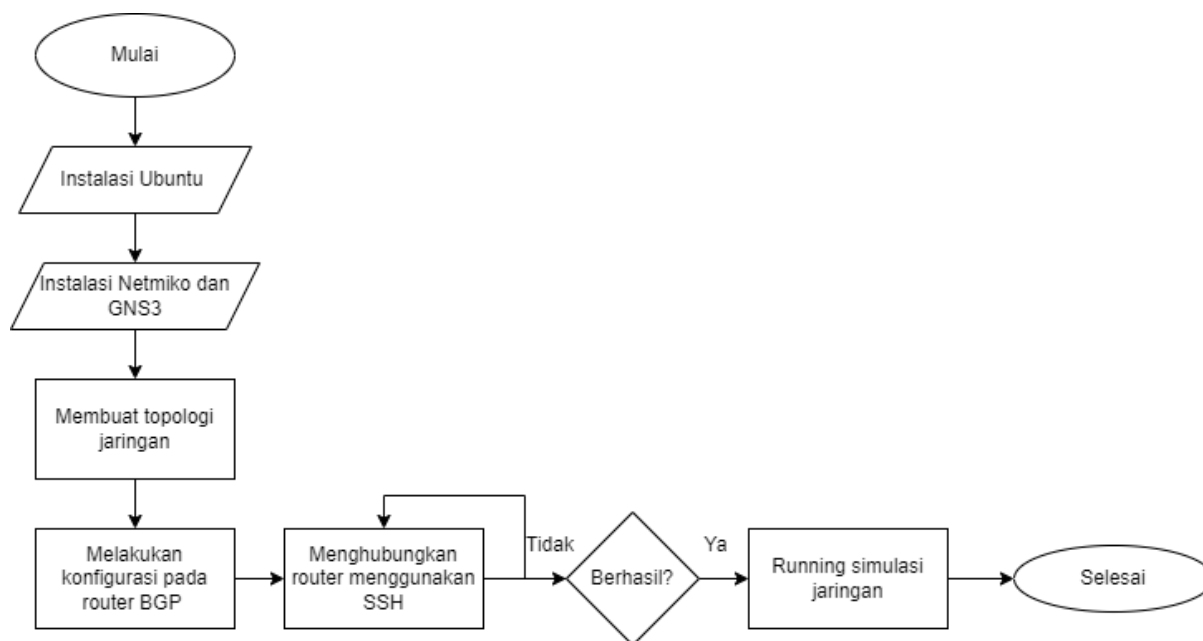 Mulai
Instalasi Ubuntu
Instalasi Netmiko dan
GNS3
Membuat topologi
jaringan
Melakukan
konfigurasi pada
router BGP
Menghubungkan
router menggunakan
SSH
Tidak
Berhasil?
Ya
Running simulasi
jaringan
Selesai